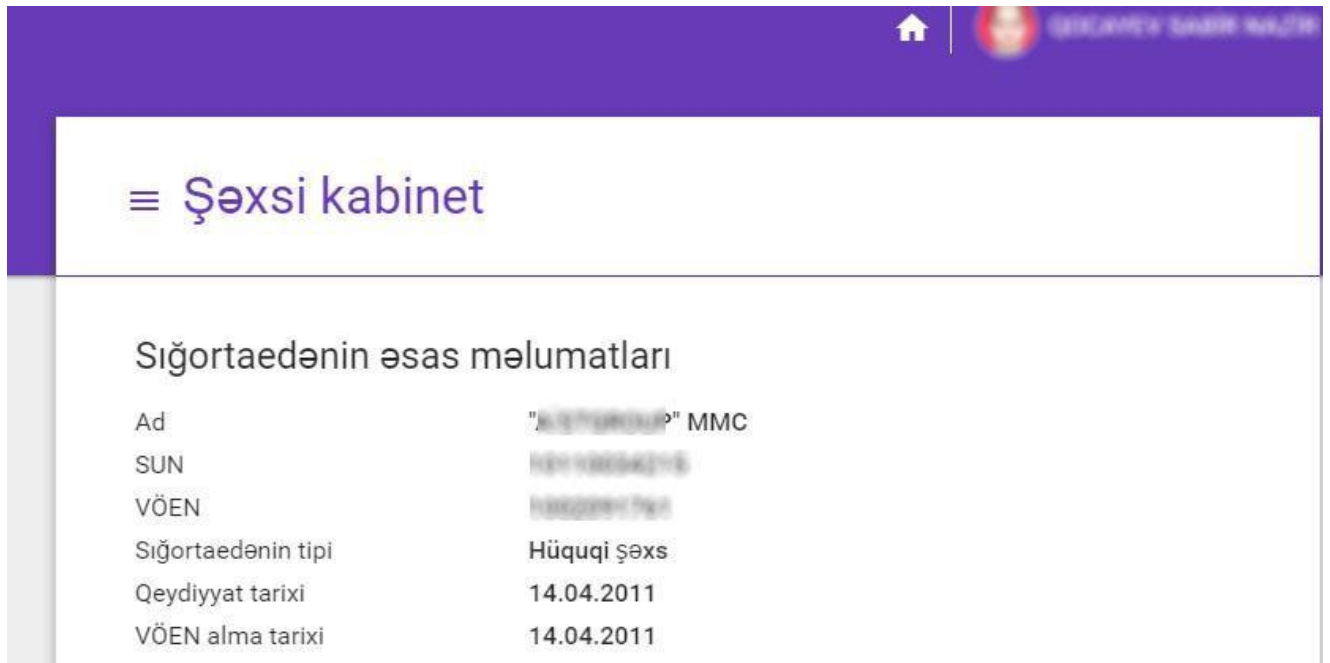 Şəxsi kabinet
Sığortaedənin əsas məlumatları
Ad " " MMC
SUN
VÖEN
Sığortaedənin tipi Hüquqi şəxs
Qeydiyyat tarixi 14.04.2011
VÖEN alma tarixi 14.04.2011